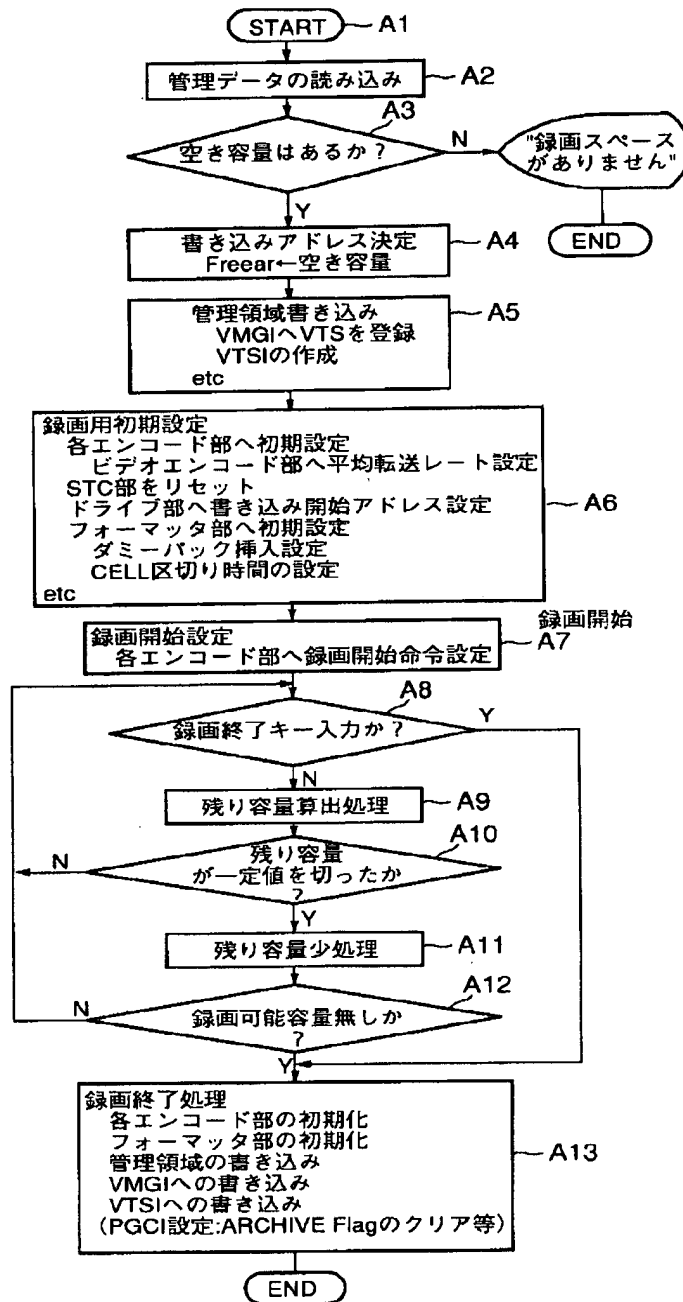 START
A1
管理データの読み込み
A2
A3
空き容量はあるか？
N
"録画スペース
がありません"
Y
END
書き込みアドレス決定
Freear←空き容量
A4
管理領域書き込み
VMGIへVTSを登録
VTSIの作成
etc
A5
録画用初期設定
各エンコード部へ初期設定
ビデオエンコード部へ平均転送レート設定
STC部をリセット
ドライブ部へ書き込み開始アドレス設定
フォーマッタ部へ初期設定
ダミーパック挿入設定
CELL区切り時間の設定
etc
A6
録画開始
録画開始設定
各エンコード部へ録画開始命令設定
A7
A8
録画終了キー入力か？
Y
N
残り容量算出処理
A9
A10
残り容量
が一定値を切ったか
？
N
Y
残り容量少処理
A11
A12
録画可能容量無しか
？
N
Y
録画終了処理
各エンコード部の初期化
フォーマッタ部の初期化
管理領域の書き込み
VMGIへの書き込み
VTSIへの書き込み
(PGCI設定:ARCHIVE Flagのクリア等)
A13
END